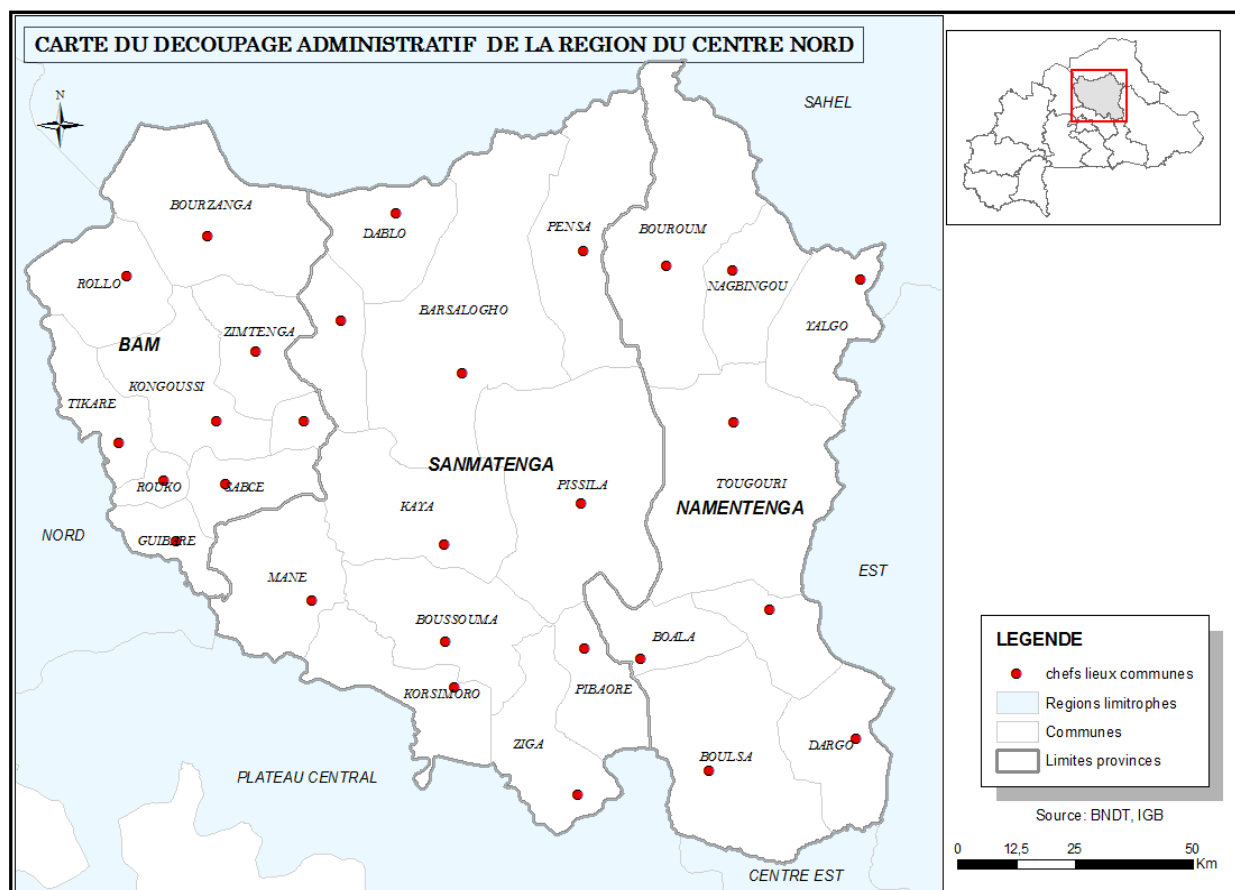 CARTE DU DECOUPAGE ADMINISTRATIF DE LA REGION DU CENTRE NORD
N
SAHEL
BOURZANGA
DABLO
PENSA
BOUROUM
ROLLO
NAGBINGOU
BARSALOGHO
YALGO
ZIMTENGA
BAM
KONGOUSSI
TIKARE
SANMATENGA
ROUKO
SABCE
PISSILA
TOUGOURI
KAYA
NAMENTENGA
NORD
GUIBARE
EST
MANE
BOUSSOUMA
BOALA
KORSIMORO
PIBAORE
ZIGA
DARGO
BOULSA
PLATEAU CENTRAL
CENTRE EST
LEGENDE
chefs lieux communes
Regions limitrophes
Communes
Limites provinces
Source: BNDT, IGB
0 12,5 25 50
Km